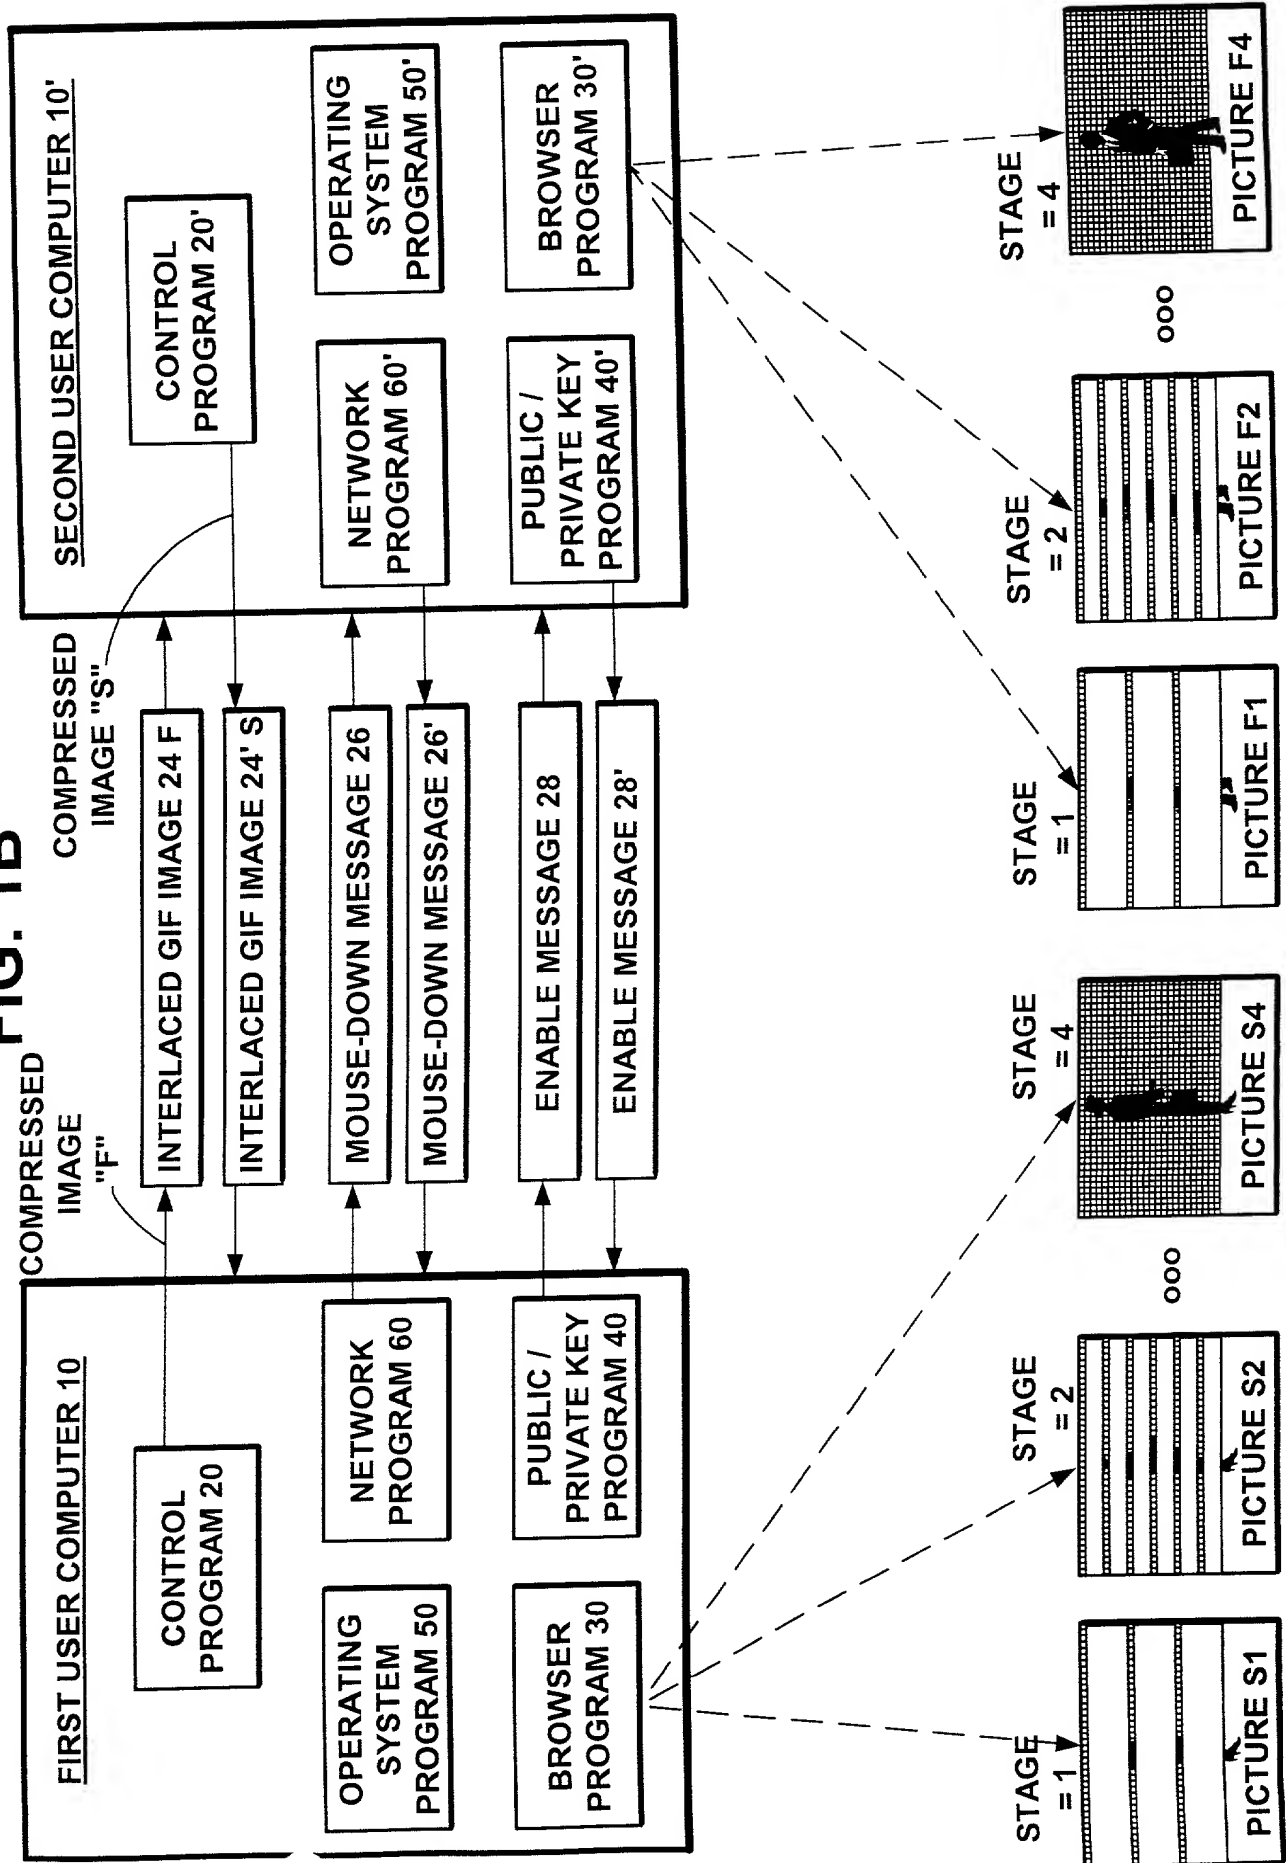 FIG. 1B
FIRST USER COMPUTER 10
CONTROL
PROGRAM 20
OPERATING
SYSTEM
PROGRAM 50
NETWORK
PROGRAM 60
BROWSER
PROGRAM 30
PUBLIC /
PRIVATE KEY
PROGRAM 40
COMPRESSED
IMAGE
"F"
COMPRESSED
IMAGE "S"
INTERLACED GIF IMAGE 24 F
INTERLACED GIF IMAGE 24' S
MOUSE-DOWN MESSAGE 26
MOUSE-DOWN MESSAGE 26'
ENABLE MESSAGE 28
ENABLE MESSAGE 28'
SECOND USER COMPUTER 10'
CONTROL
PROGRAM 20'
NETWORK
PROGRAM 60'
OPERATING
SYSTEM
PROGRAM 50'
PUBLIC /
PRIVATE KEY
PROGRAM 40'
BROWSER
PROGRAM 30'
STAGE
= 1
PICTURE S1
STAGE
= 2
PICTURE S2
ooo
STAGE
= 4
PICTURE S4
STAGE
= 1
PICTURE F1
STAGE
= 2
PICTURE F2
ooo
STAGE
= 4
PICTURE F4